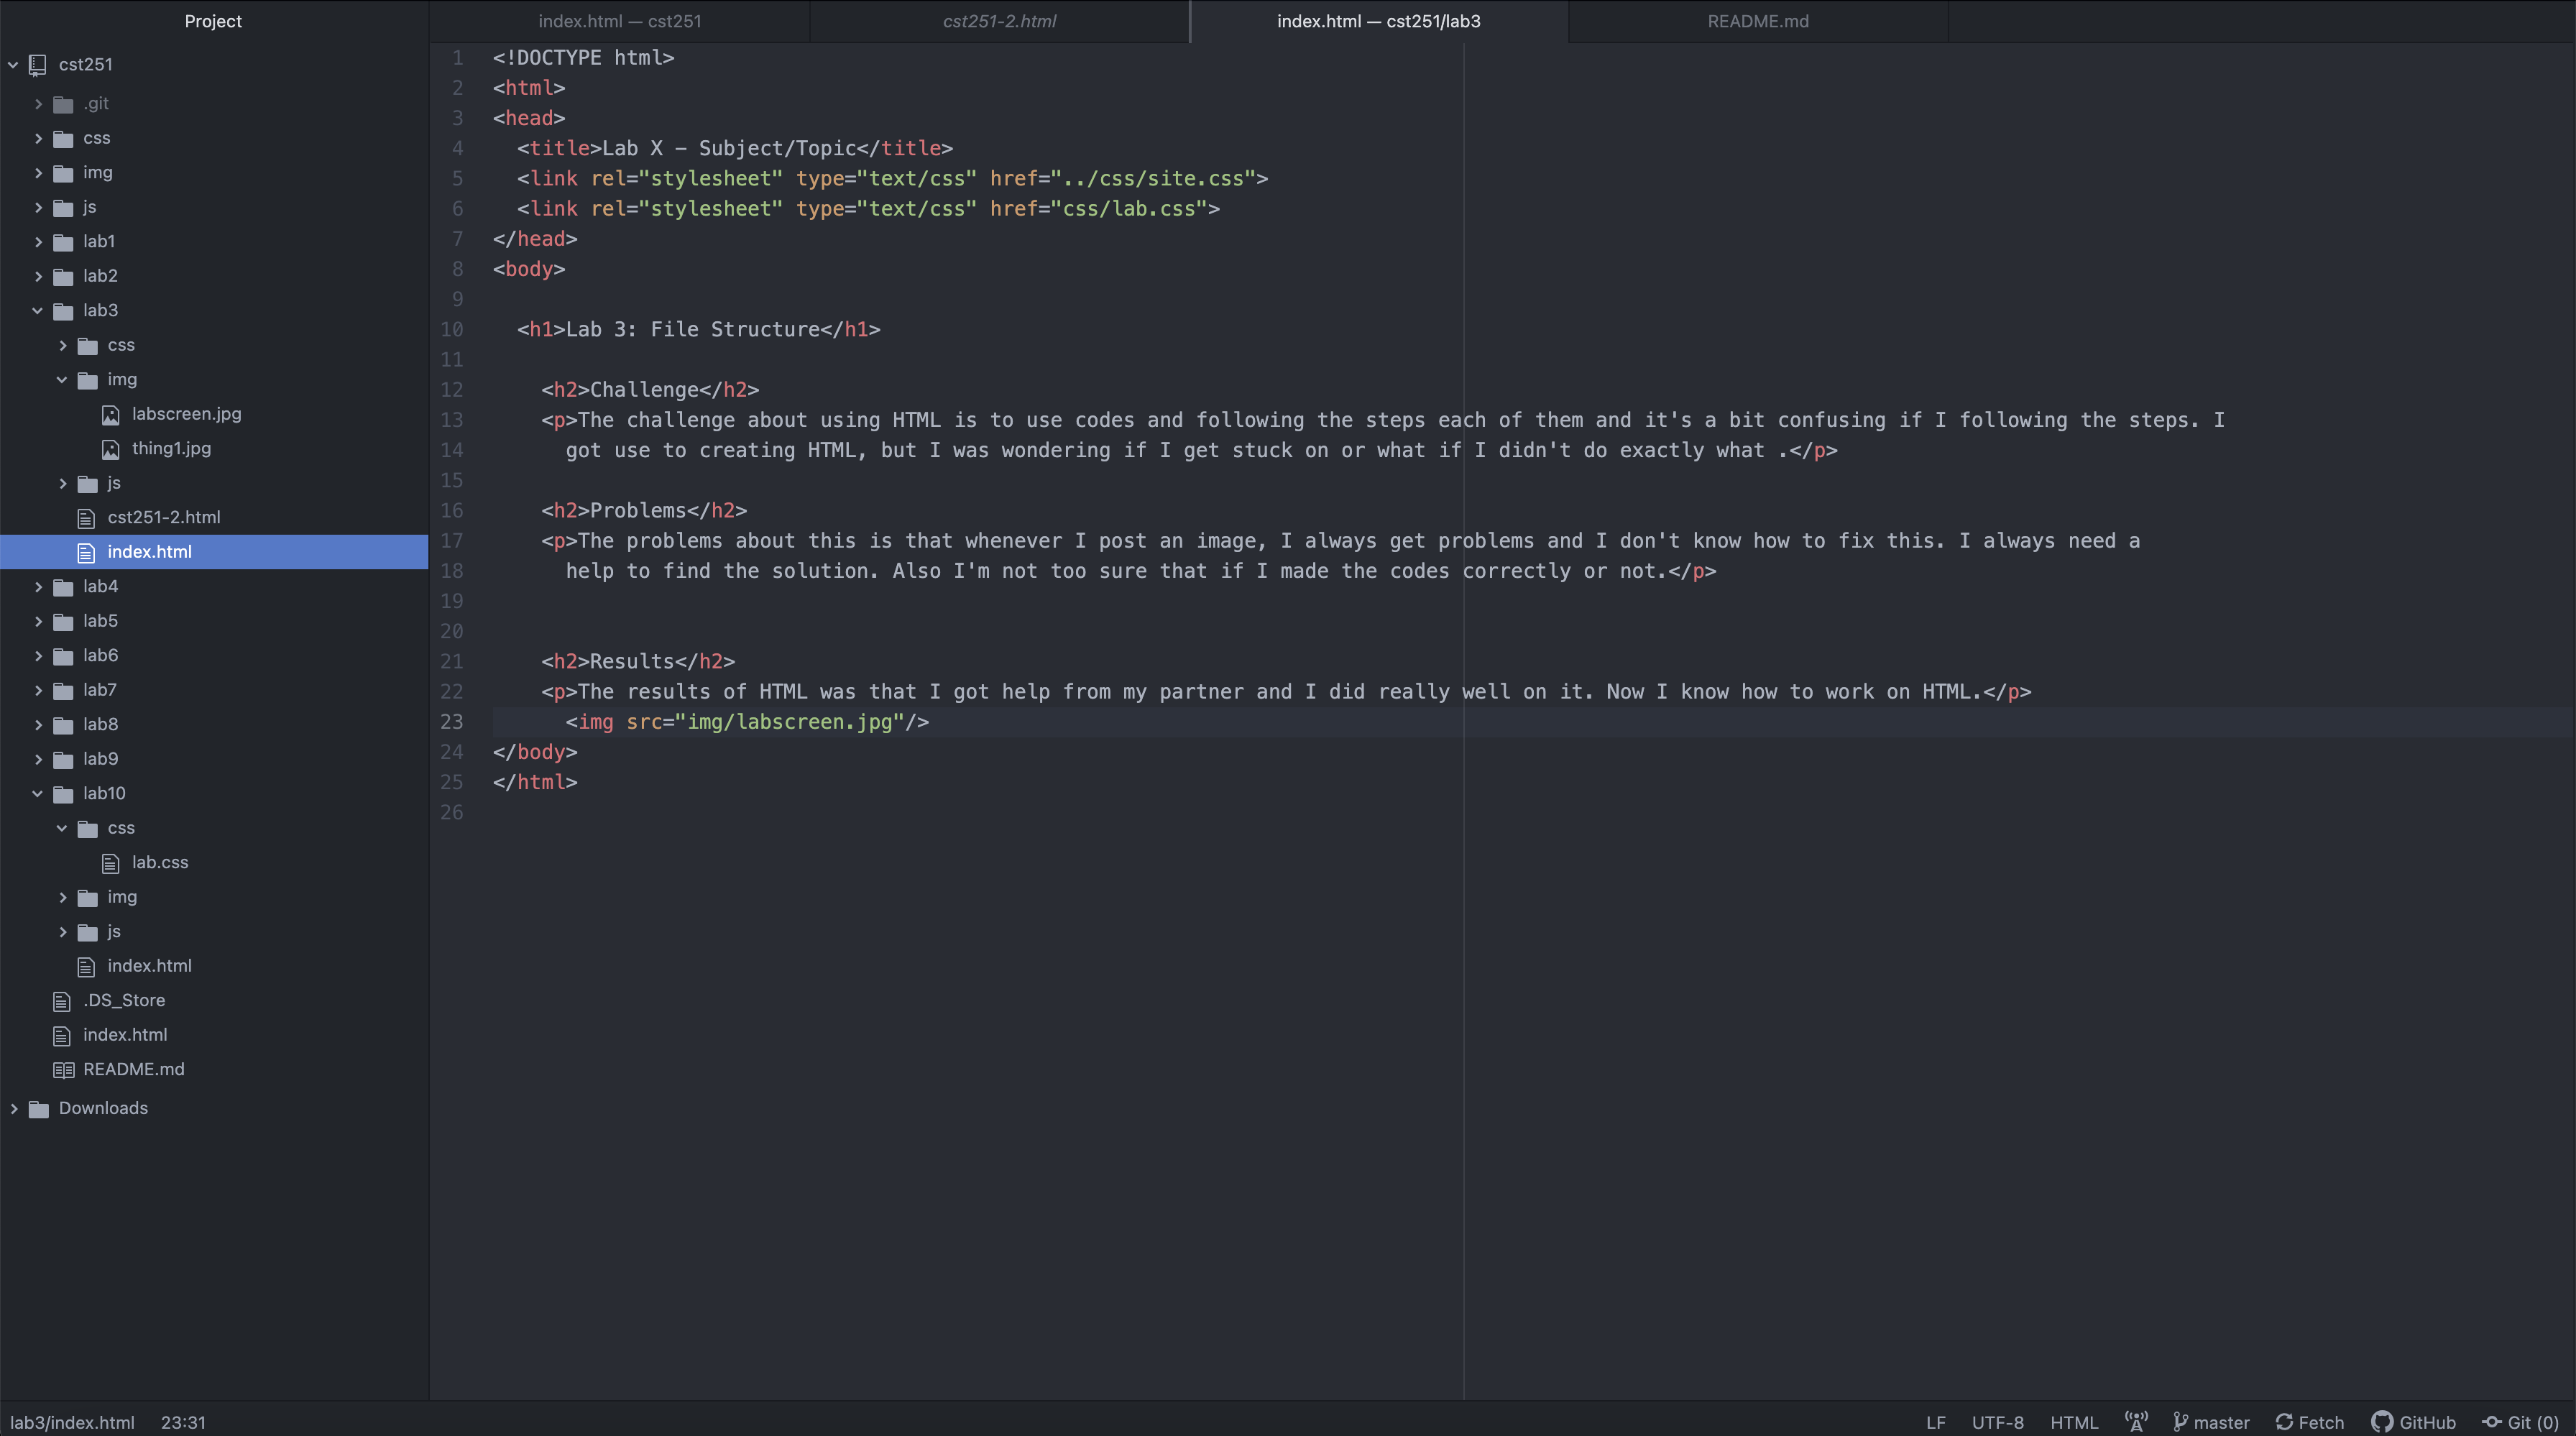 Project
cst251
.git
css
img
js
lab1
lab2
lab3
css
img
labscreen.jpg
thing1.jpg
js
cst251-2.html
index.html
lab4
lab5
lab6
lab7
lab8
lab9
lab10
css
lab.css
img
js
index.html
.DS_Store
index.html
README.md
Downloads
index.html — cst251
cst251-2.html
index.html — cst251/lab3
README.md
1 <!DOCTYPE html>
2 <html>
3 <head>
4 <title>Lab X – Subject/Topic</title>
5 <link rel="stylesheet" type="text/css" href="../css/site.css">
6 <link rel="stylesheet" type="text/css" href="css/lab.css">
7 </head>
8 <body>
9
10 <h1>Lab 3: File Structure</h1>
11
12 <h2>Challenge</h2>
13 <p>The challenge about using HTML is to use codes and following the steps each of them and it's a bit confusing if I following the steps. I
14 got use to creating HTML, but I was wondering if I get stuck on or what if I didn't do exactly what .</p>
15
16 <h2>Problems</h2>
17 <p>The problems about this is that whenever I post an image, I always get problems and I don't know how to fix this. I always need a
18 help to find the solution. Also I'm not too sure that if I made the codes correctly or not.</p>
19
20
21 <h2>Results</h2>
22 <p>The results of HTML was that I got help from my partner and I did really well on it. Now I know how to work on HTML.</p>
23 <img src="img/labscreen.jpg"/>
24 </body>
25 </html>
26
lab3/index.html 23:31
LF UTF-8 HTML master Fetch GitHub Git (0)